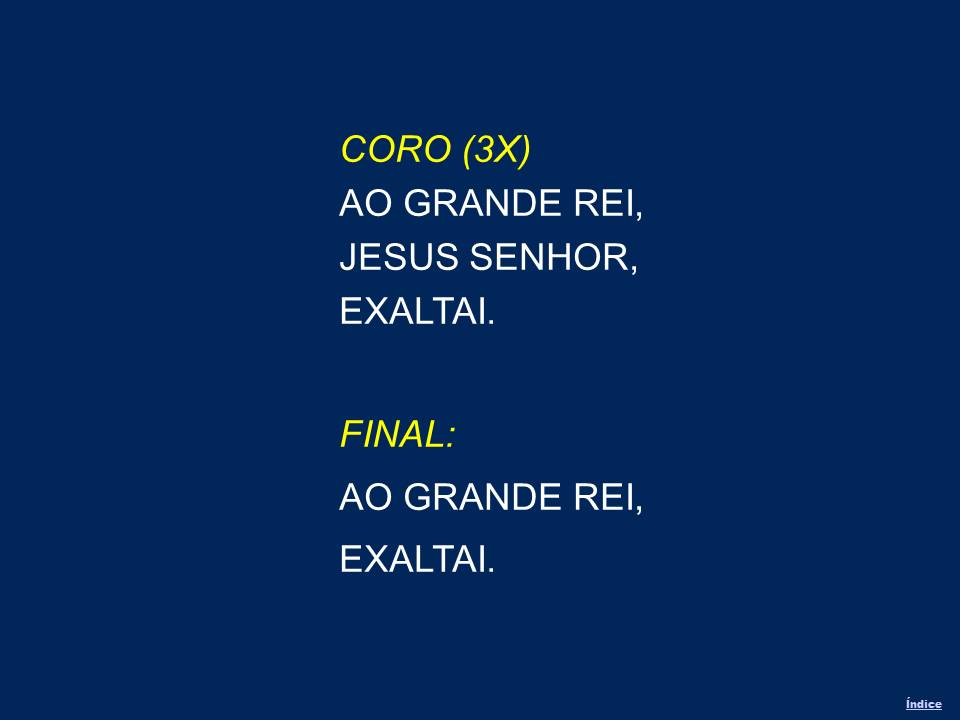 CORO (3X)
AO GRANDE REI,
JESUS SENHOR,
EXALTAI.
FINAL:
AO GRANDE REI,
EXALTAI.
Índice